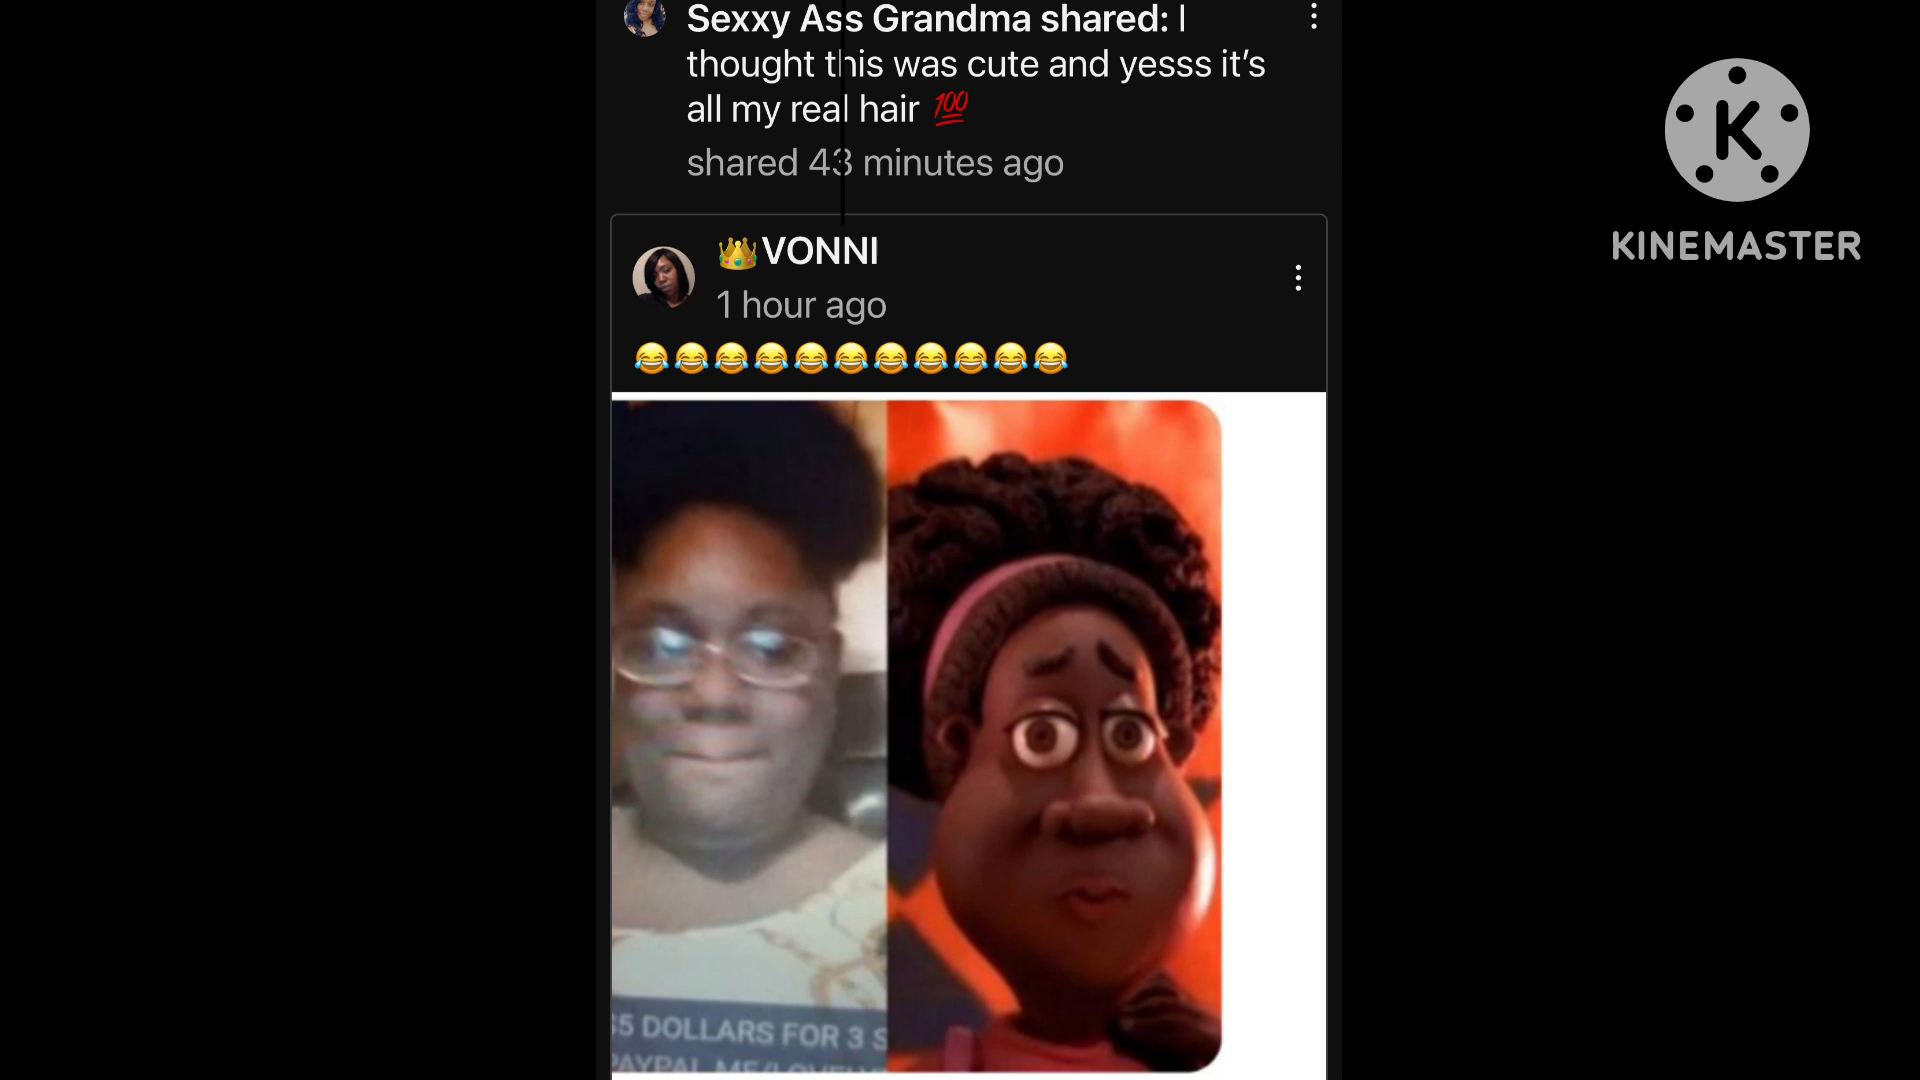 Sexxy Ass Grandma shared: I
thought this was cute and yesss it's
all my real hair 💯
shared 43 minutes ago
👑VONNI
1 hour ago
😂😂😂😂😂😂😂😂😂😂😂
5 DOLLARS FOR 3 S
PAYPAL
K
KINEMASTER